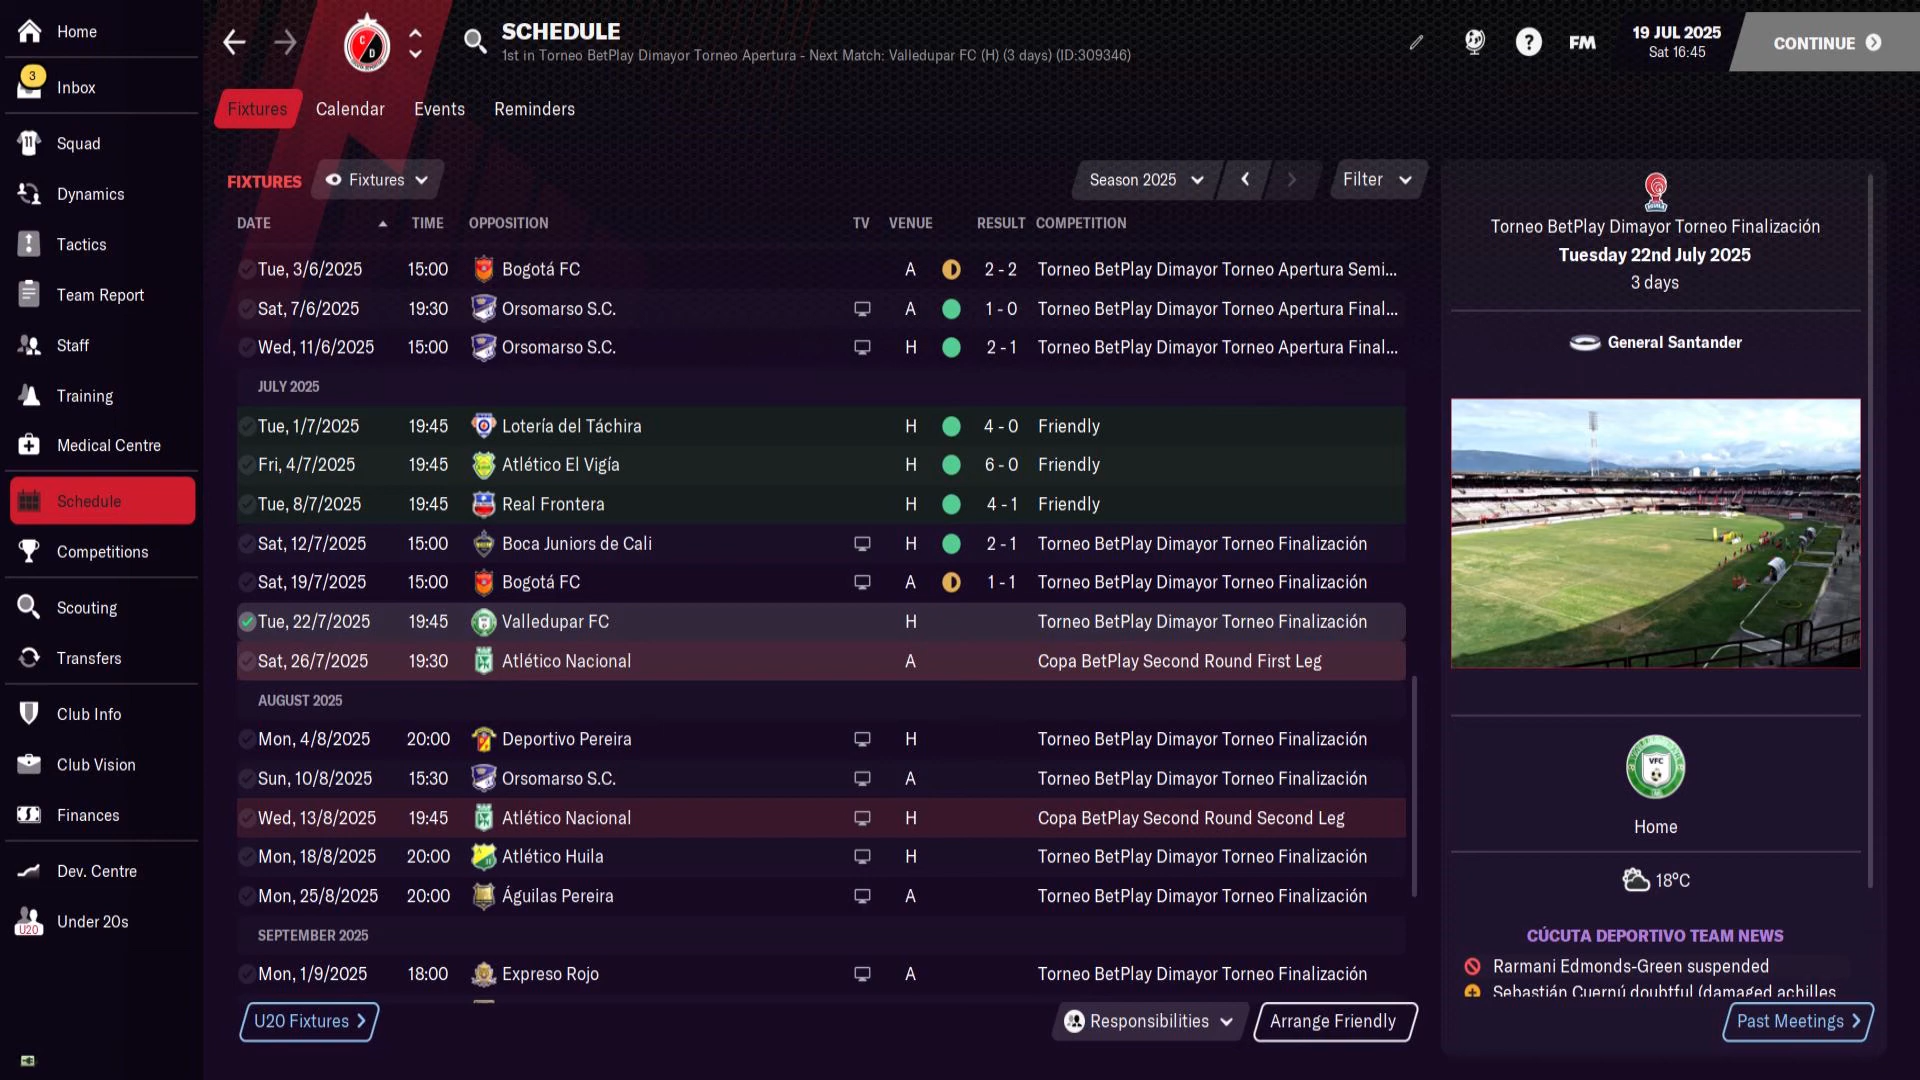 Home
3
Inbox
Squad
Dynamics
Tactics
Team Report
Staff
Training
Medical Centre
Schedule
Competitions
Scouting
Transfers
Club Info
Club Vision
Finances
Dev. Centre
U20
Under 20s
SCHEDULE
1st in Torneo BetPlay Dimayor Torneo Apertura - Next Match: Valledupar FC (H) (3 days) (ID:309346)
FM
19 JUL 2025
Sat 16:45
CONTINUE
Fixtures Calendar Events Reminders
FIXTURES Fixtures Season 2025 Filter
DATE TIME OPPOSITION TV VENUE RESULT COMPETITION
Tue, 3/6/2025 15:00 Bogotá FC A 2 - 2 Torneo BetPlay Dimayor Torneo Apertura Semi...
Sat, 7/6/2025 19:30 Orsomarso S.C. A 1 - 0 Torneo BetPlay Dimayor Torneo Apertura Final...
Wed, 11/6/2025 15:00 Orsomarso S.C. H 2 - 1 Torneo BetPlay Dimayor Torneo Apertura Final...
JULY 2025
Tue, 1/7/2025 19:45 Lotería del Táchira H 4 - 0 Friendly
Fri, 4/7/2025 19:45 Atlético El Vigía H 6 - 0 Friendly
Tue, 8/7/2025 19:45 Real Frontera H 4 - 1 Friendly
Sat, 12/7/2025 15:00 Boca Juniors de Cali H 2 - 1 Torneo BetPlay Dimayor Torneo Finalización
Sat, 19/7/2025 15:00 Bogotá FC A 1 - 1 Torneo BetPlay Dimayor Torneo Finalización
Tue, 22/7/2025 19:45 Valledupar FC H Torneo BetPlay Dimayor Torneo Finalización
Sat, 26/7/2025 19:30 Atlético Nacional A Copa BetPlay Second Round First Leg
AUGUST 2025
Mon, 4/8/2025 20:00 Deportivo Pereira H Torneo BetPlay Dimayor Torneo Finalización
Sun, 10/8/2025 15:30 Orsomarso S.C. A Torneo BetPlay Dimayor Torneo Finalización
Wed, 13/8/2025 19:45 Atlético Nacional H Copa BetPlay Second Round Second Leg
Mon, 18/8/2025 20:00 Atlético Huila H Torneo BetPlay Dimayor Torneo Finalización
Mon, 25/8/2025 20:00 Águilas Pereira A Torneo BetPlay Dimayor Torneo Finalización
SEPTEMBER 2025
Mon, 1/9/2025 18:00 Expreso Rojo A Torneo BetPlay Dimayor Torneo Finalización
U20 Fixtures
Responsibilities
Arrange Friendly
Torneo BetPlay Dimayor Torneo Finalización
Tuesday 22nd July 2025
3 days
General Santander
VFC
Home
18°C
CÚCUTA DEPORTIVO TEAM NEWS
Rarmani Edmonds-Green suspended
Sebastián Cuerpú doubtful (damaged achilles
Past Meetings